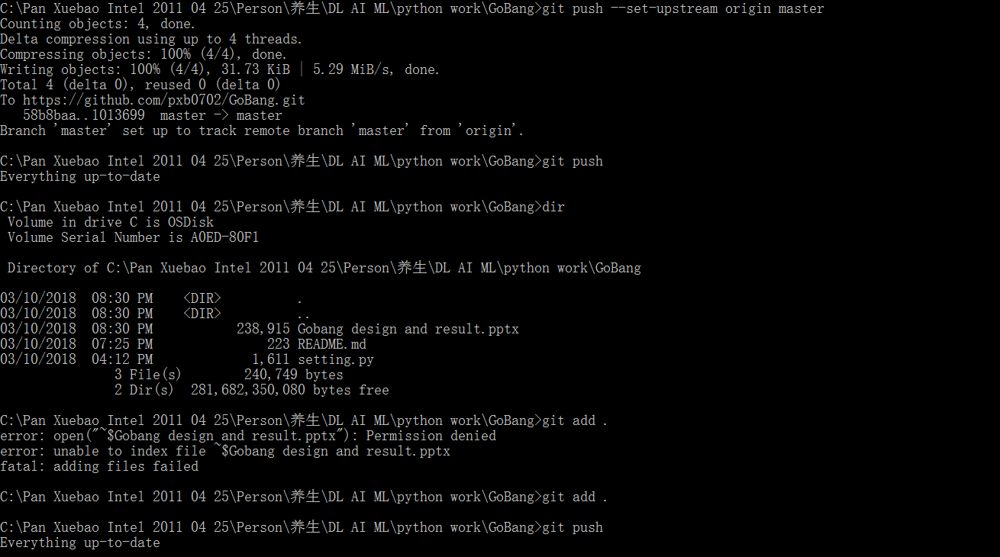 C:\Pan Xuebao Intel 2011 04 25\Person\养生\DL AI ML\python work\GoBang>git push --set-upstream origin master
Counting objects: 4, done.
Delta compression using up to 4 threads.
Compressing objects: 100% (4/4), done.
Writing objects: 100% (4/4), 31.73 KiB | 5.29 MiB/s, done.
Total 4 (delta 0), reused 0 (delta 0)
To https://github.com/pxb0702/GoBang.git
   58b8baa..1013699  master -> master
Branch 'master' set up to track remote branch 'master' from 'origin'.
C:\Pan Xuebao Intel 2011 04 25\Person\养生\DL AI ML\python work\GoBang>git push
Everything up-to-date
C:\Pan Xuebao Intel 2011 04 25\Person\养生\DL AI ML\python work\GoBang>dir
 Volume in drive C is OSDisk
 Volume Serial Number is A0ED-80F1
 Directory of C:\Pan Xuebao Intel 2011 04 25\Person\养生\DL AI ML\python work\GoBang
03/10/2018  08:30 PM    <DIR>          .
03/10/2018  08:30 PM    <DIR>          ..
03/10/2018  08:30 PM           238,915 Gobang design and result.pptx
03/10/2018  07:25 PM               223 README.md
03/10/2018  04:12 PM             1,611 setting.py
               3 File(s)        240,749 bytes
               2 Dir(s)  281,682,350,080 bytes free
C:\Pan Xuebao Intel 2011 04 25\Person\养生\DL AI ML\python work\GoBang>git add .
error: open("~$Gobang design and result.pptx"): Permission denied
error: unable to index file ~$Gobang design and result.pptx
fatal: adding files failed
C:\Pan Xuebao Intel 2011 04 25\Person\养生\DL AI ML\python work\GoBang>git add .
C:\Pan Xuebao Intel 2011 04 25\Person\养生\DL AI ML\python work\GoBang>git push
Everything up-to-date